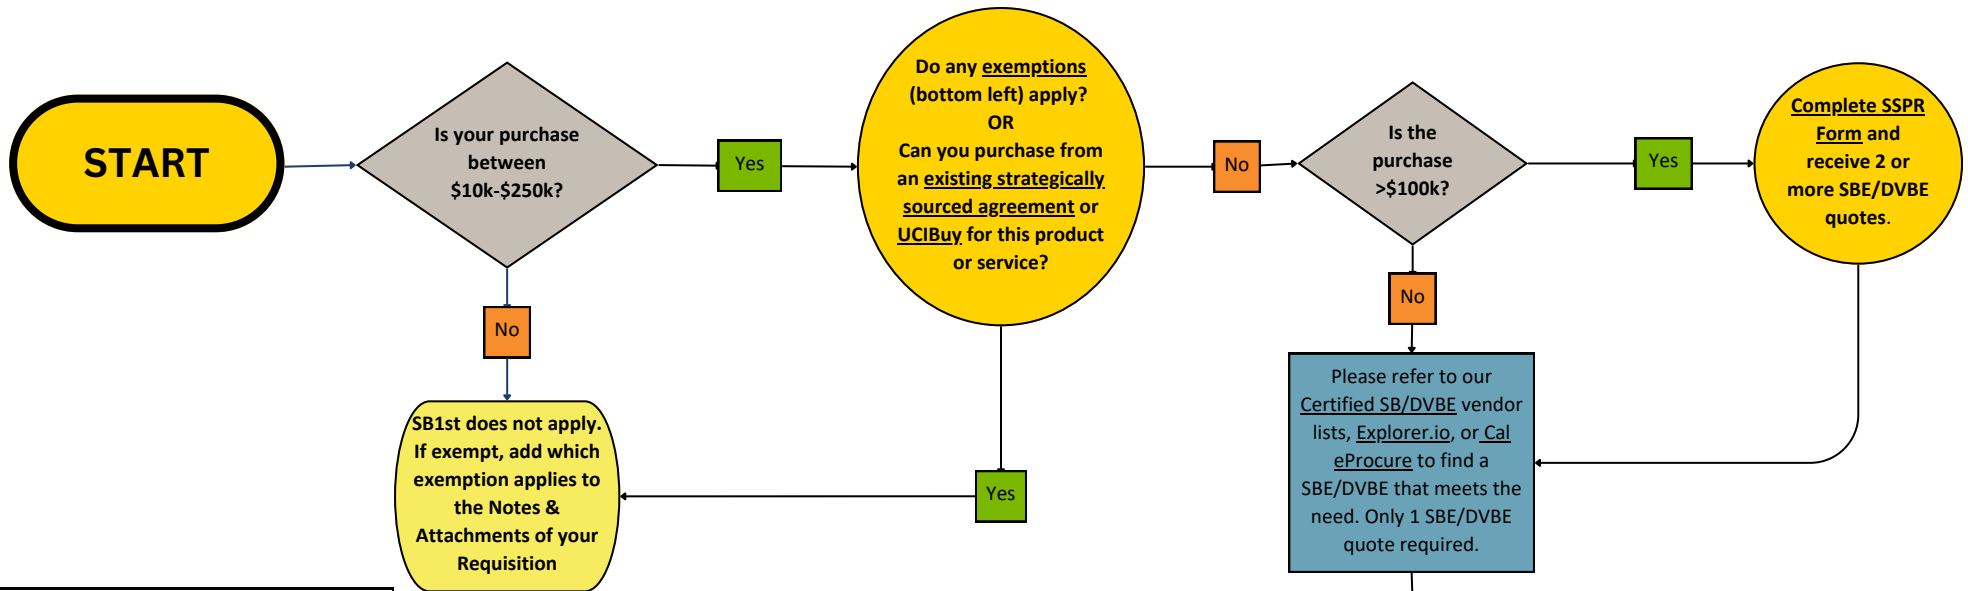 START
Is your purchase
between
$10k-$250k?
Yes
No
SB1st does not apply.
If exempt, add which
exemption applies to
the Notes &
Attachments of your
Requisition
Do any exemptions
(bottom left) apply?
OR
Can you purchase from
an existing strategically
sourced agreement or
UCIBuy for this product
or service?
Yes
No
Is the
purchase
>$100k?
Yes
No
Complete SSPR
Form and
receive 2 or
more SBE/DVBE
quotes.
Please refer to our
Certified SB/DVBE vendor
lists, Explorer.io, or Cal
eProcure to find a
SBE/DVBE that meets the
need. Only 1 SBE/DVBE
quote required.